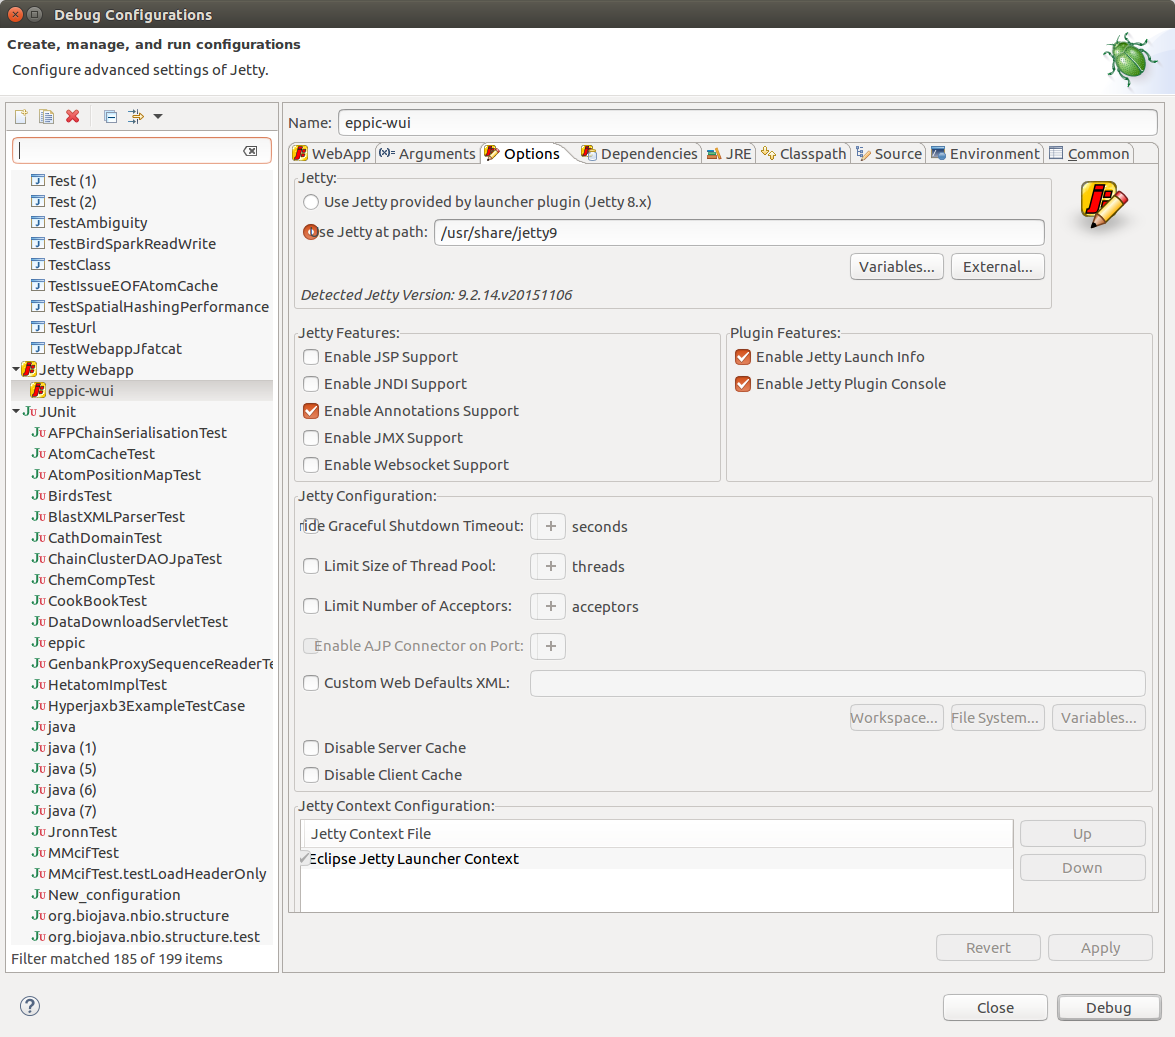 Debug Configurations
Create, manage, and run configurations
Configure advanced settings of Jetty.
Test (1)
Test (2)
TestAmbiguity
TestBirdSparkReadWrite
TestClass
TestIssueEOFAtomCache
TestSpatialHashingPerformance
TestUrl
TestWebappJfatcat
Jetty Webapp
eppic-wui
JUnit
AFPChainSerialisationTest
AtomCacheTest
AtomPositionMapTest
BirdsTest
BlastXMLParserTest
CathDomainTest
ChainClusterDAOJpaTest
ChemCompTest
CookBookTest
DataDownloadServletTest
eppic
GenbankProxySequenceReaderTe
HetatomImplTest
Hyperjaxb3ExampleTestCase
java
java (1)
java (5)
java (6)
java (7)
JronnTest
MMcifTest
MMcifTest.testLoadHeaderOnly
New_configuration
org.biojava.nbio.structure
org.biojava.nbio.structure.test
Filter matched 185 of 199 items
Name: eppic-wui
WebApp (x)= Arguments Options Dependencies JRE Classpath Source Environment Common
Jetty:
Use Jetty provided by launcher plugin (Jetty 8.x)
se Jetty at path: /usr/share/jetty9
Variables... External...
Detected Jetty Version: 9.2.14.v20151106
Jetty Features:
Enable JSP Support
Enable JNDI Support
Enable Annotations Support
Enable JMX Support
Enable Websocket Support
Plugin Features:
Enable Jetty Launch Info
Enable Jetty Plugin Console
Jetty Configuration:
ride Graceful Shutdown Timeout: + seconds
Limit Size of Thread Pool: + threads
Limit Number of Acceptors: + acceptors
Enable AJP Connector on Port: +
Custom Web Defaults XML:
Workspace... File System... Variables...
Disable Server Cache
Disable Client Cache
Jetty Context Configuration:
Jetty Context File
Eclipse Jetty Launcher Context
Up
Down
Revert Apply
? Close Debug